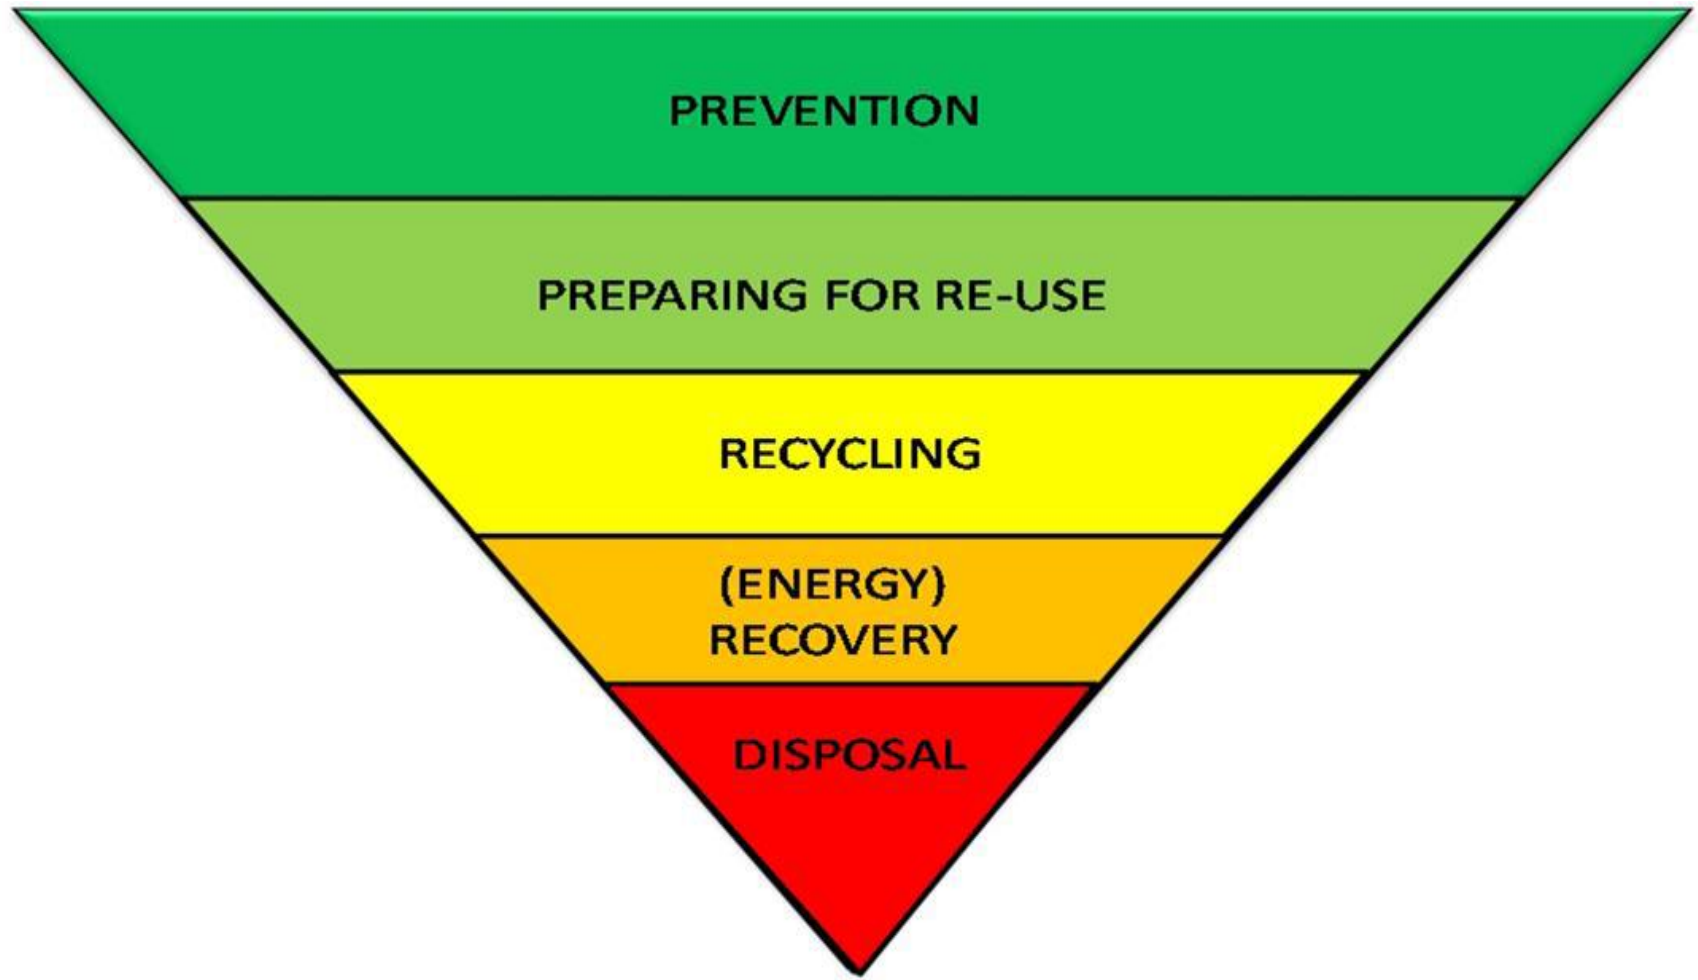 PREVENTION
PREPARING FOR RE-USE
RECYCLING
(ENERGY)
RECOVERY
DISPOSAL